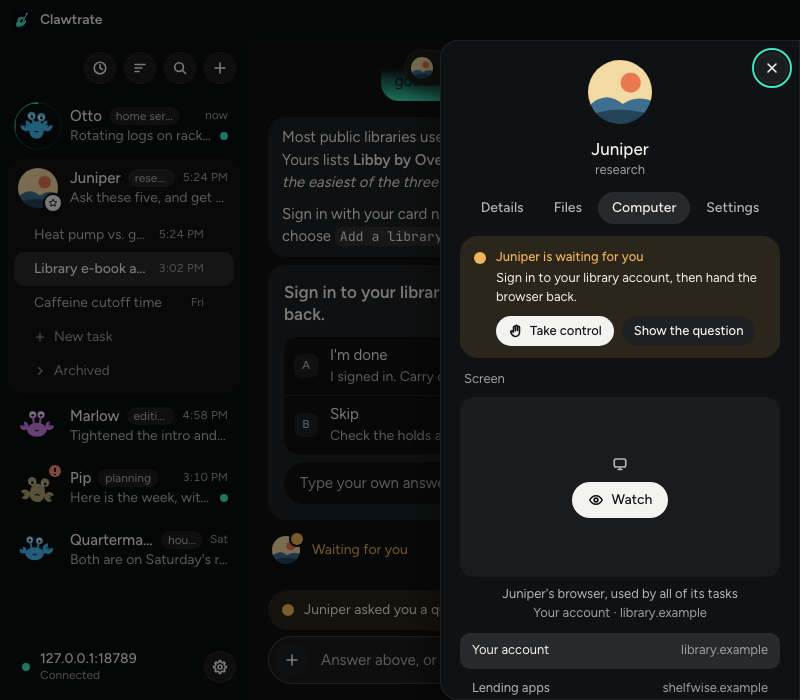 Clawtrate
Otto home ser... now
Rotating logs on rack...
Juniper rese... 5:24 PM
Ask these five, and get ...
Heat pump vs. g... 5:24 PM
Library e-book a... 3:02 PM
Caffeine cutoff time Fri
+ New task
> Archived
Marlow editi... 4:58 PM
Tightened the intro and...
Pip planning 3:10 PM
Here is the week, wit...
Quarterma... hou... Sat
Both are on Saturday's r...
127.0.0.1:18789
Connected
Most public libraries use
Yours lists Libby by Ove
the easiest of the three
Sign in with your card n
choose Add a library
Sign in to your librar
back.
A I'm done
I signed in. Carry
B Skip
Check the holds a
Type your own answe
Waiting for you
Juniper asked you a q
Answer above, or
Juniper
research
Details Files Computer Settings
Juniper is waiting for you
Sign in to your library account, then hand the
browser back.
Take control Show the question
Screen
Watch
Juniper's browser, used by all of its tasks
Your account · library.example
Your account library.example
Lending apps shelfwise.example